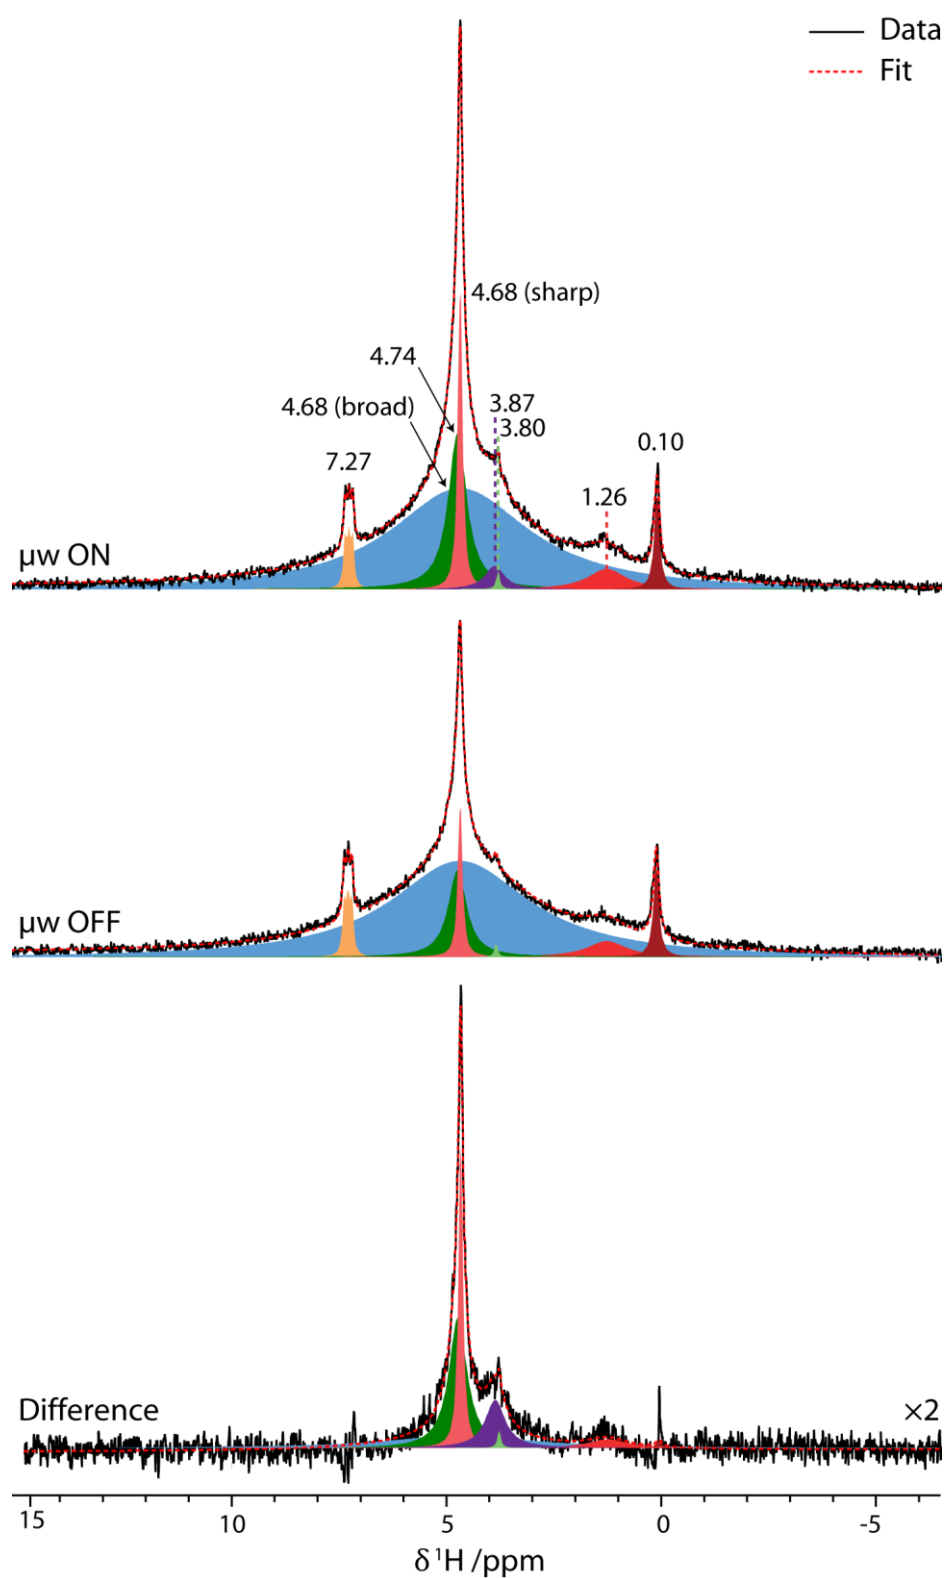 Data
Fit
4.68 (sharp)
4.74
4.68 (broad)
3.87
3.80
7.27
0.10
1.26
μw ON
μw OFF
Difference
×2
15 10 5 0 -5
δ ¹H /ppm